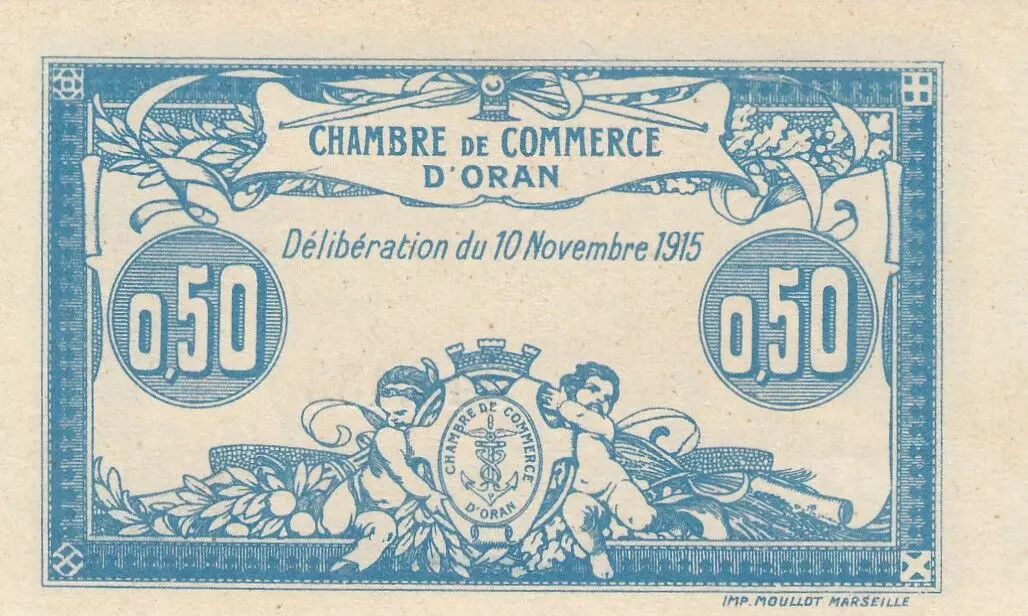 CHAMBRE DE COMMERCE
D'ORAN
Délibération du 10 Novembre 1915
0,50
0,50
CHAMBRE DE COMMERCE
D'ORAN
IMP. MOULLOT MARSEILLE